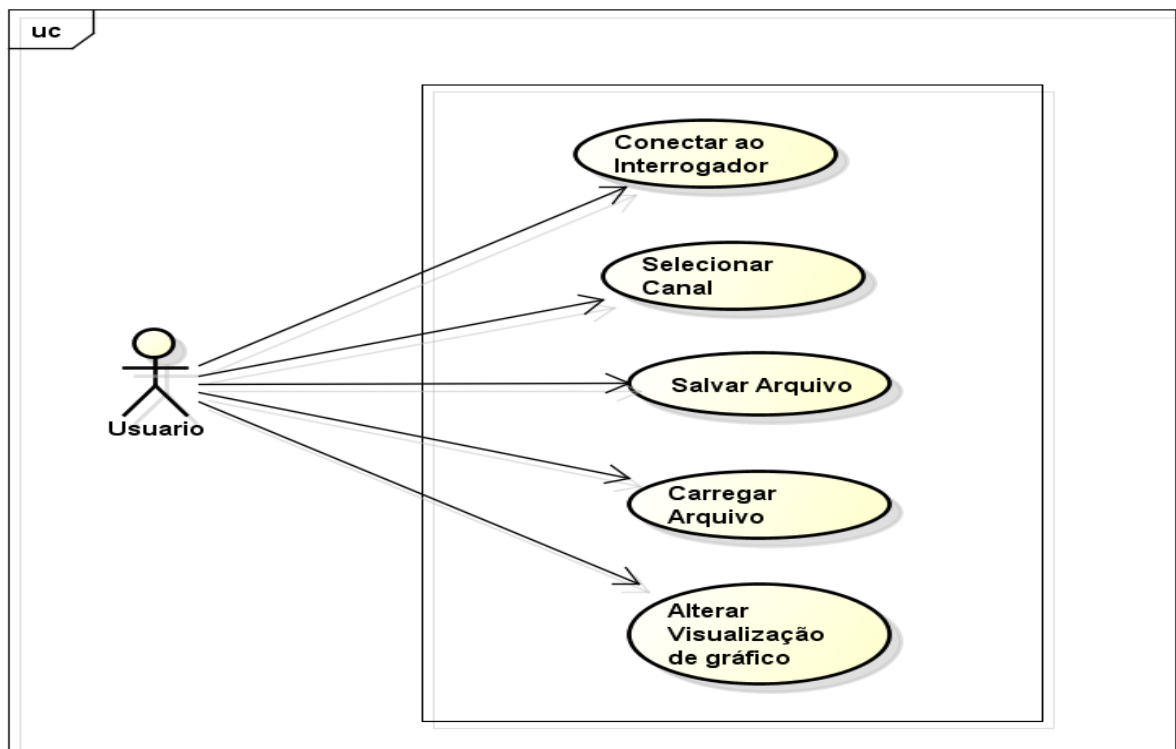 uc
Conectar ao
Interrogador
Selecionar
Canal
Salvar Arquivo
Usuario
Carregar
Arquivo
Alterar
Visualização
de gráfico